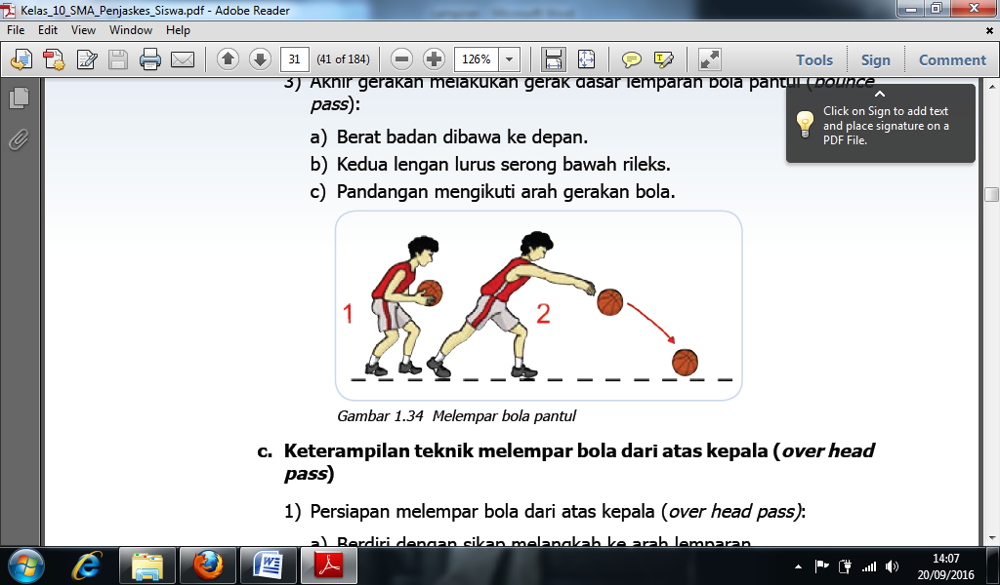 Kelas_10_SMA_Penjaskes_Siswa.pdf - Adobe Reader
File Edit View Window Help
31 (41 of 184) 126% Tools Sign Comment
Click on Sign to add text
and place signature on a
PDF File.
3) Akhir gerakan melakukan gerak dasar lemparan bola pantul (bounce
pass):
a) Berat badan dibawa ke depan.
b) Kedua lengan lurus serong bawah rileks.
c) Pandangan mengikuti arah gerakan bola.
1 2
Gambar 1.34 Melempar bola pantul
c. Keterampilan teknik melempar bola dari atas kepala (over head
pass)
1) Persiapan melempar bola dari atas kepala (over head pass):
a) Berdiri dengan sikap melangkah ke arah lemparan
14:07
20/09/2016